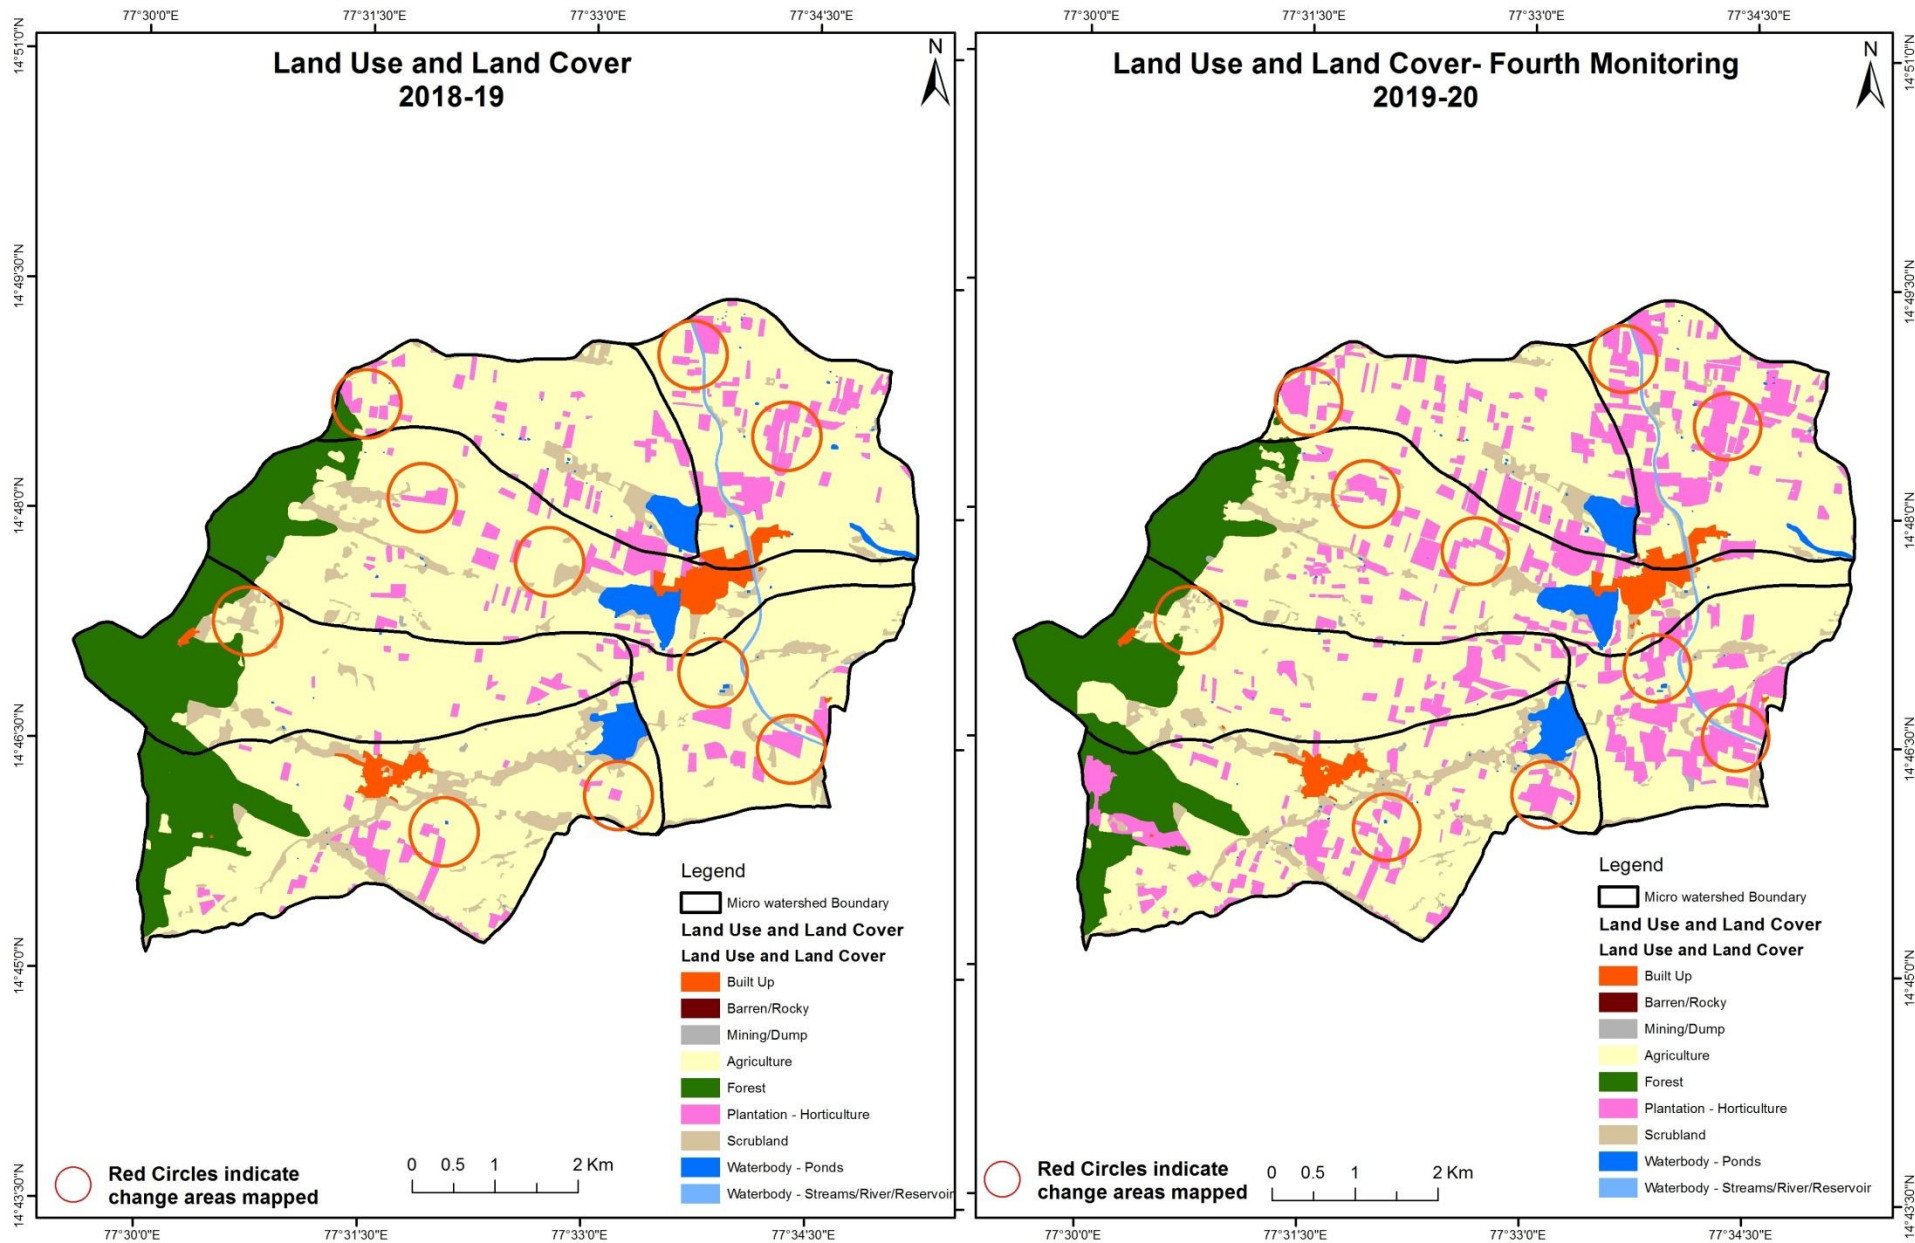 77°30'0"E 77°31'30"E 77°33'0"E 77°34'30"E
Land Use and Land Cover
2018-19
N
14°51'0"N
14°49'30"N
14°48'0"N
14°46'30"N
14°45'0"N
14°43'30"N
Legend
Micro watershed Boundary
Land Use and Land Cover
Land Use and Land Cover
Built Up
Barren/Rocky
Mining/Dump
Agriculture
Forest
Plantation - Horticulture
Scrubland
Waterbody - Ponds
Waterbody - Streams/River/Reservoir
Red Circles indicate
change areas mapped
0 0.5 1 2 Km
77°30'0"E 77°31'30"E 77°33'0"E 77°34'30"E
77°30'0"E 77°31'30"E 77°33'0"E 77°34'30"E
Land Use and Land Cover- Fourth Monitoring
2019-20
N
14°51'0"N
14°49'30"N
14°48'0"N
14°46'30"N
14°45'0"N
14°43'30"N
Legend
Micro watershed Boundary
Land Use and Land Cover
Land Use and Land Cover
Built Up
Barren/Rocky
Mining/Dump
Agriculture
Forest
Plantation - Horticulture
Scrubland
Waterbody - Ponds
Waterbody - Streams/River/Reservoir
Red Circles indicate
change areas mapped
0 0.5 1 2 Km
77°30'0"E 77°31'30"E 77°33'0"E 77°34'30"E